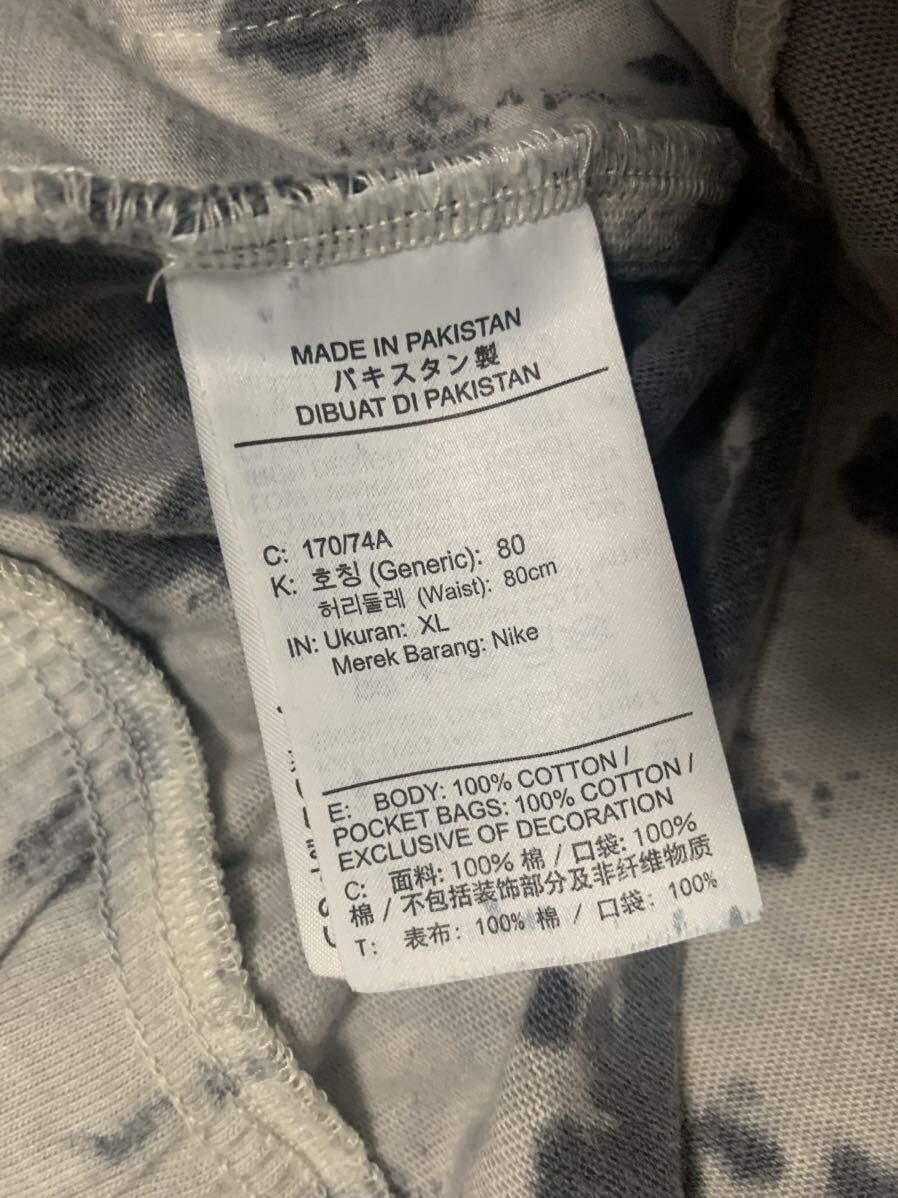 MADE IN PAKISTAN
パキスタン製
DIBUAT DI PAKISTAN
C: 170/74A
K: 호칭 (Generic): 80
허리둘레 (Waist): 80cm
IN: Ukuran: XL
Merek Barang: Nike
E: BODY: 100% COTTON /
POCKET BAGS: 100% COTTON /
EXCLUSIVE OF DECORATION
C: 面料: 100% 棉 / 口袋: 100%
棉 / 不包括装饰部分及非纤维物质
T: 表布: 100% 棉 / 口袋: 100%